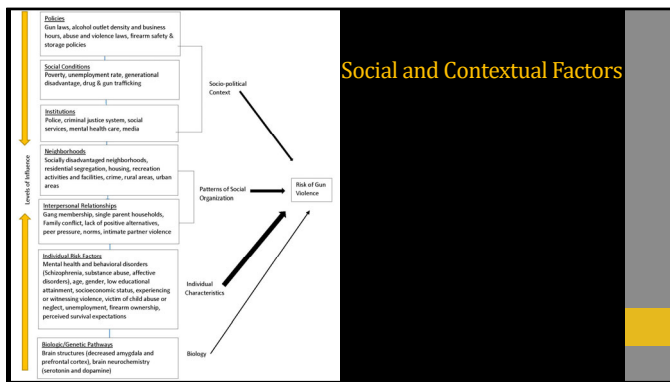 Policies
Gun laws, alcohol outlet density and business
hours, abuse and violence laws, firearm safety &
storage policies
Social Conditions
Poverty, unemployment rate, generational
disadvantage, drug & gun trafficking
Institutions
Police, criminal justice system, social
services, mental health care, media
Neighborhoods
Socially disadvantaged neighborhoods,
residential segregation, housing, recreation
activities and facilities, crime, rural areas, urban
areas
Interpersonal Relationships
Gang membership, single parent households,
Family conflict, lack of positive alternatives,
peer pressure, norms, intimate partner violence
Individual Risk Factors
Mental health and behavioral disorders
(Schizophrenia, substance abuse, affective
disorders), age, gender, low educational
attainment, socioeconomic status, experiencing
or witnessing violence, victim of child abuse or
neglect, unemployment, firearm ownership,
perceived survival expectations
Biologic/Genetic Pathways
Brain structures (decreased amygdala and
prefrontal cortex), brain neurochemistry
(serotonin and dopamine)
Levels of Influence
Socio-political
Context
Patterns of Social
Organization
Individual
Characteristics
Biology
Risk of Gun
Violence
Social and Contextual Factors